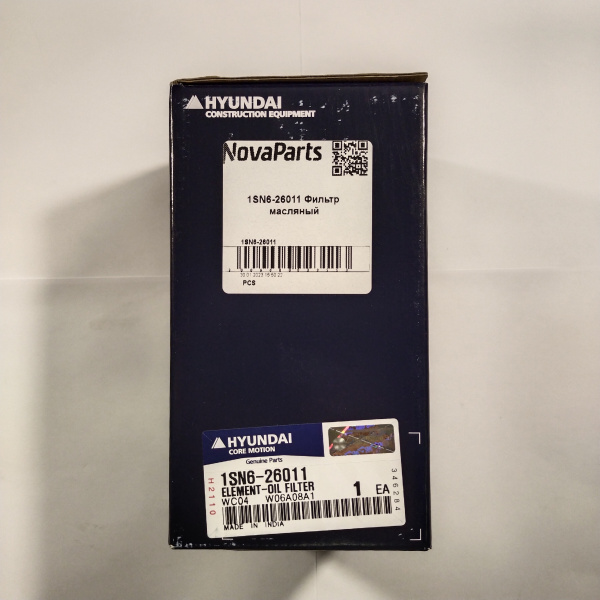 HYUNDAI
CONSTRUCTION EQUIPMENT
NovaParts
1SN6-26011 Фильтр
масляный
1SN6-26011
PCS
HYUNDAI
CORE MOTION
Genuine Parts
1SN6-26011
ELEMENT-OIL FILTER
1 EA
WC04 W06A08A1
MADE IN INDIA
H2110
346284